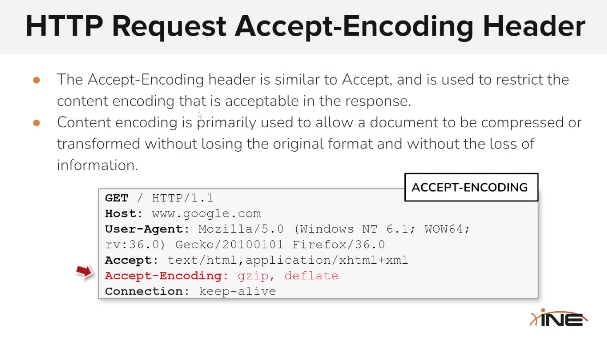 HTTP Request Accept-Encoding Header
● The Accept-Encoding header is similar to Accept, and is used to restrict the
content encoding that is acceptable in the response.
● Content encoding is primarily used to allow a document to be compressed or
transformed without losing the original format and without the loss of
information.
ACCEPT-ENCODING
GET / HTTP/1.1
Host: www.google.com
User-Agent: Mozilla/5.0 (Windows NT 6.1; WOW64;
rv:36.0) Gecko/20100101 Firefox/36.0
Accept: text/html,application/xhtml+xml
Accept-Encoding: gzip, deflate
Connection: keep-alive
INE